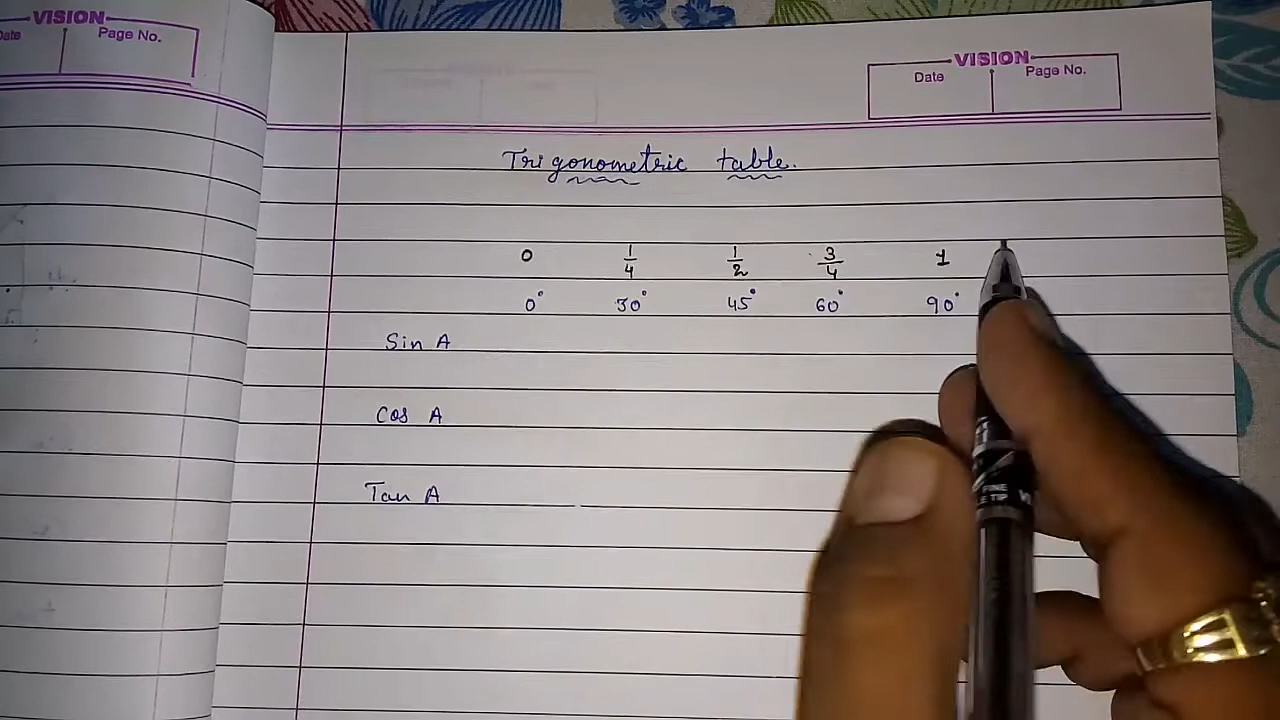 VISION
Date Page No.
VISION
Date Page No.
Trigonometric table.
0 1/4 1/2 3/4 1
0° 30° 45° 60° 90°
Sin A
Cos A
Tan A